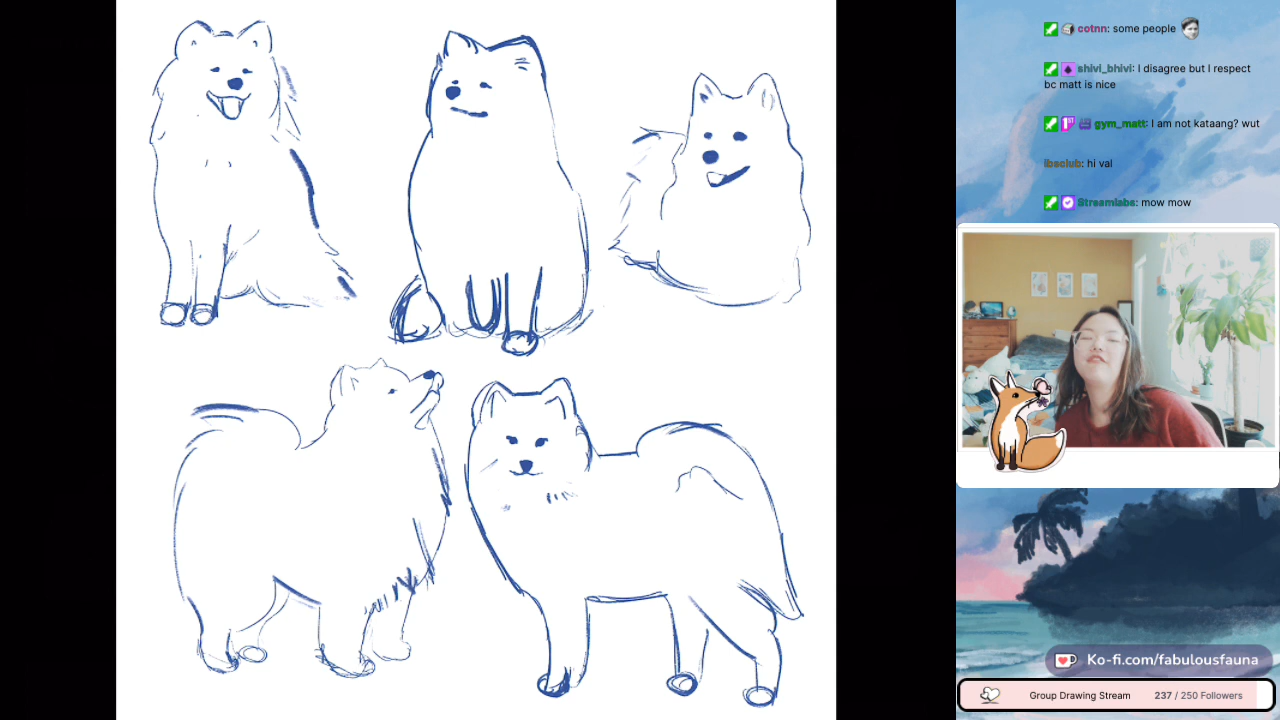 cotnn: some people
shivi_bhivi: I disagree but I respect
bc matt is nice
gym_matt: I am not kataang? wut
ibsclub: hi val
Streamlabs: mow mow
Ko-fi.com/fabulousfauna
Group Drawing Stream 237 / 250 Followers